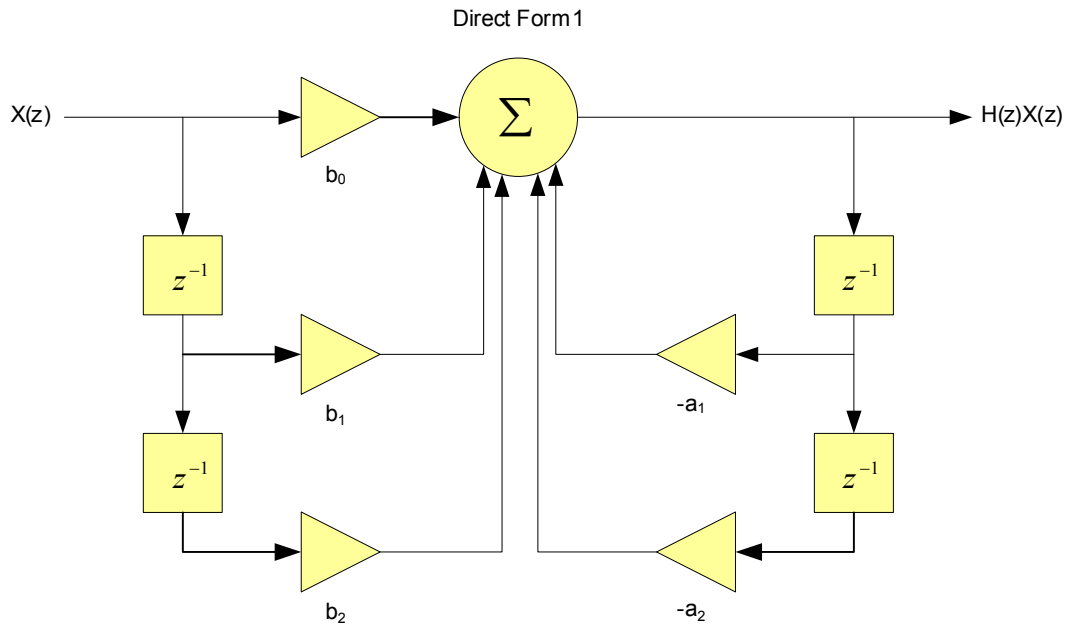 Direct Form 1
X(z)
Σ
H(z)X(z)
b₀
z⁻¹
z⁻¹
b₁
-a₁
z⁻¹
z⁻¹
b₂
-a₂